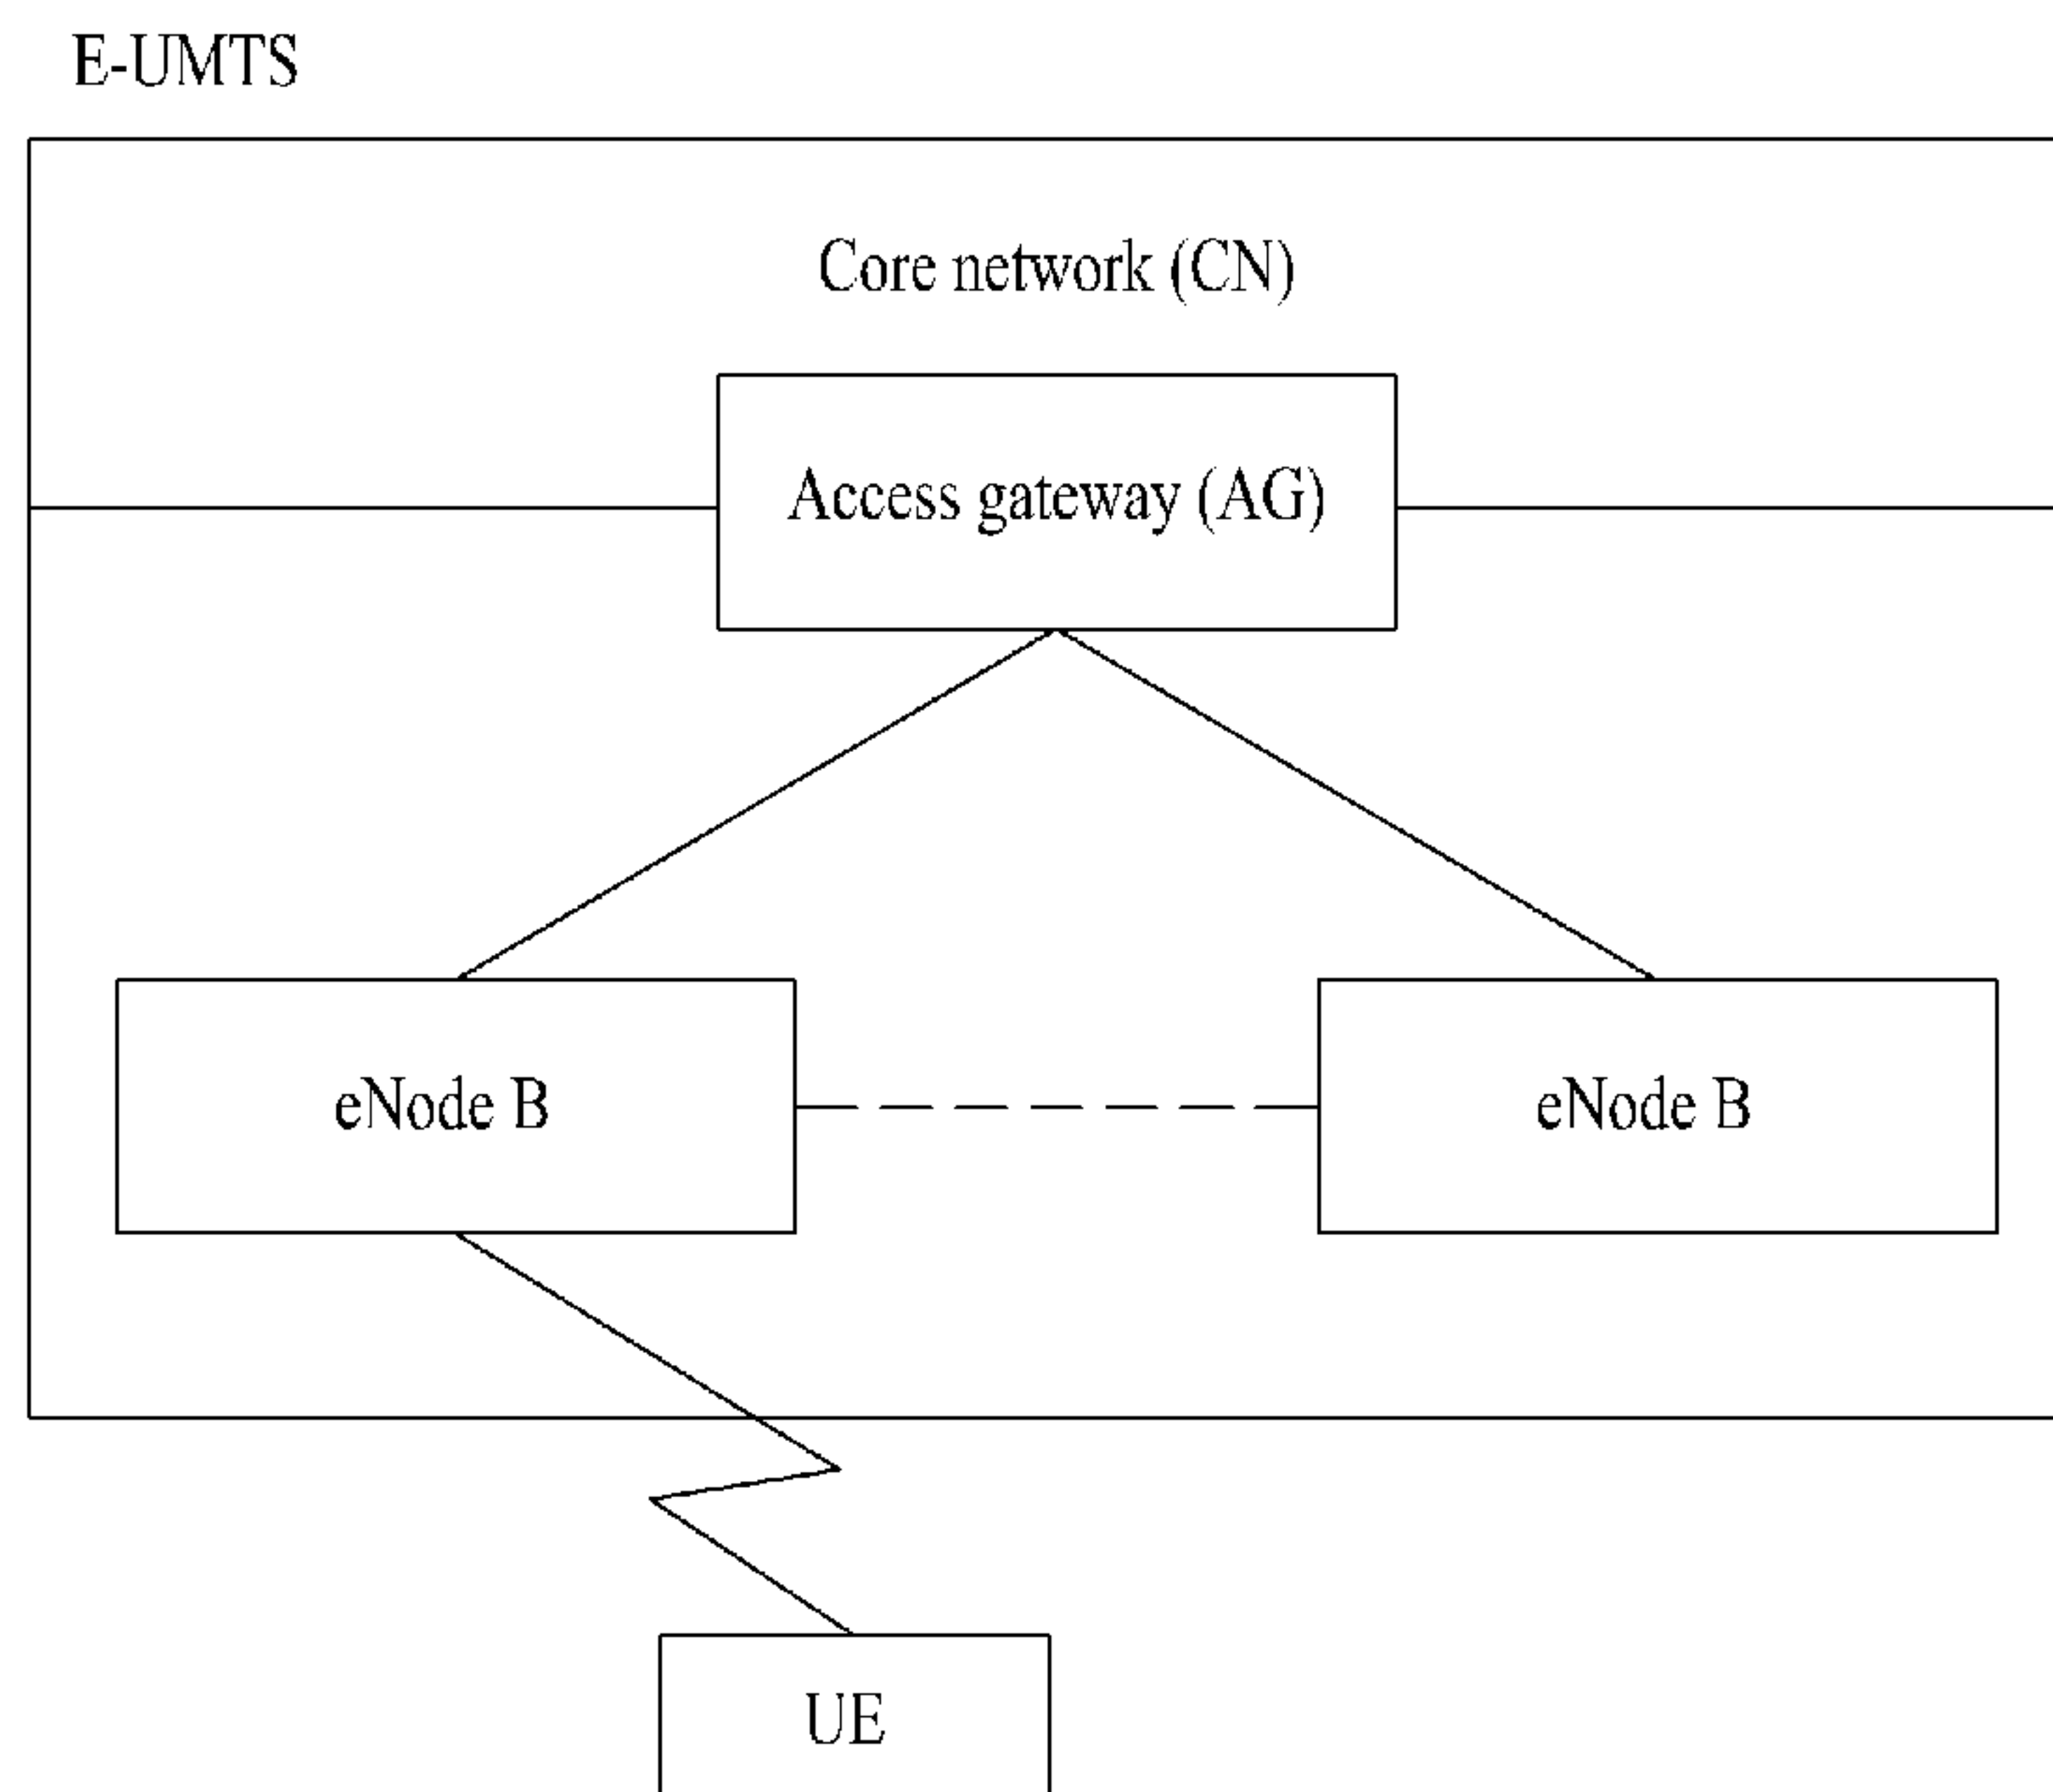 E-UMTS
Core network (CN)
Access gateway (AG)
eNode B
eNode B
UE